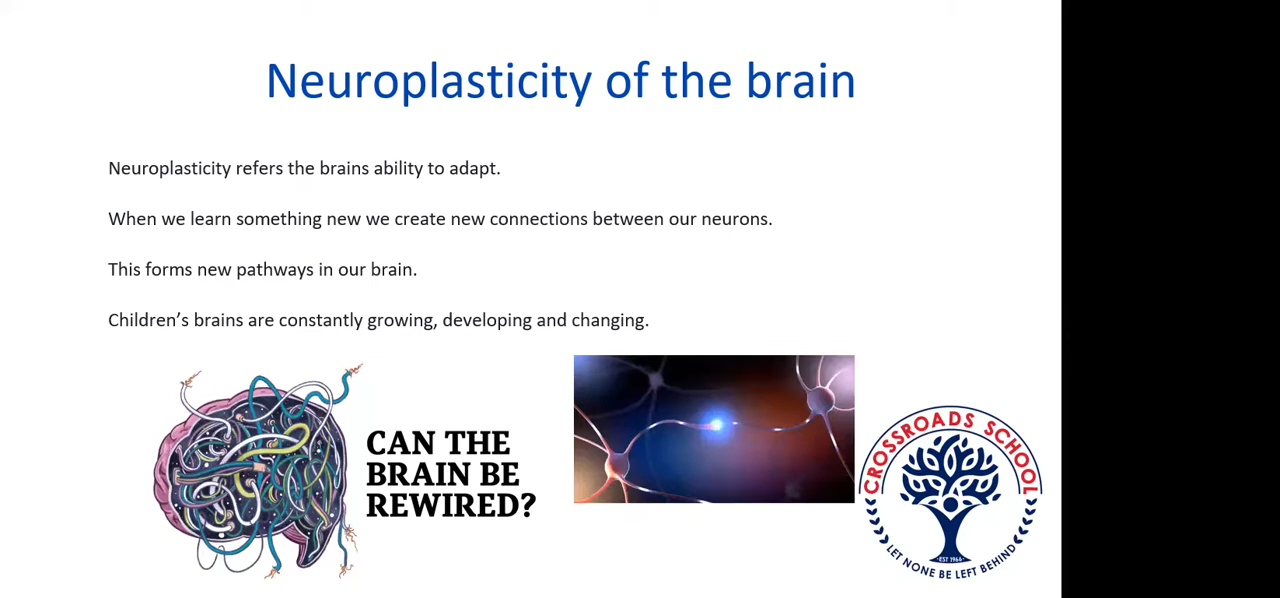 Neuroplasticity of the brain
Neuroplasticity refers the brains ability to adapt.
When we learn something new we create new connections between our neurons.
This forms new pathways in our brain.
Children’s brains are constantly growing, developing and changing.
CAN THE
BRAIN BE
REWIRED?
CROSSROADS SCHOOL
EST 1966
LET NONE BE LEFT BEHIND